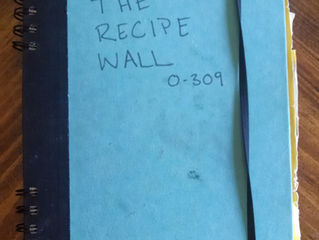 THE
RECIPE
WALL
0-309